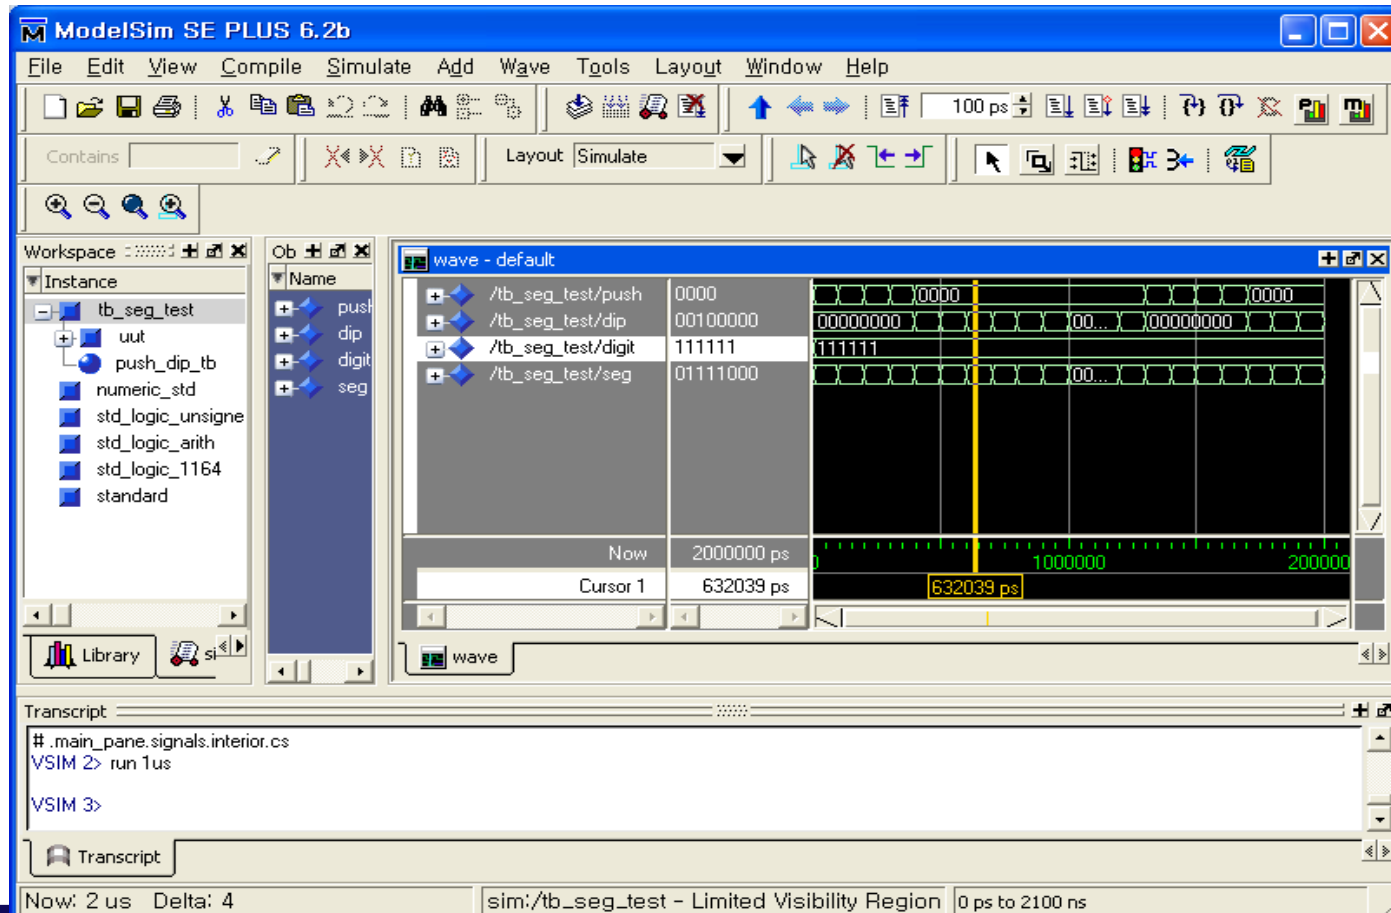 ModelSim SE PLUS 6.2b
File Edit View Compile Simulate Add Wave Tools Layout Window Help
100 ps
Contains
Layout Simulate
Workspace
Instance
tb_seg_test
uut
push_dip_tb
numeric_std
std_logic_unsigne
std_logic_arith
std_logic_1164
standard
Library
si
Ob
Name
push
dip
digit
seg
wave - default
/tb_seg_test/push 0000 0000 0000
/tb_seg_test/dip 00100000 00000000 00... 00000000
/tb_seg_test/digit 111111 111111
/tb_seg_test/seg 01111000 00...
Now 2000000 ps 0 1000000 200000
Cursor 1 632039 ps 632039 ps
wave
Transcript
# .main_pane.signals.interior.cs
VSIM 2> run 1us
VSIM 3>
Transcript
Now: 2 us Delta: 4 sim:/tb_seg_test - Limited Visibility Region 0 ps to 2100 ns